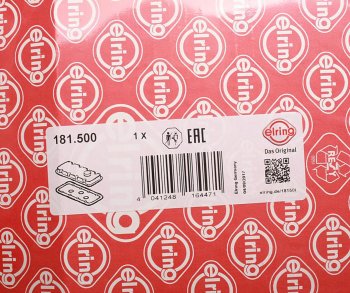 elring
181.500
1 x
EAC
elring
Das Original
Elring Germany
4 041248 164471